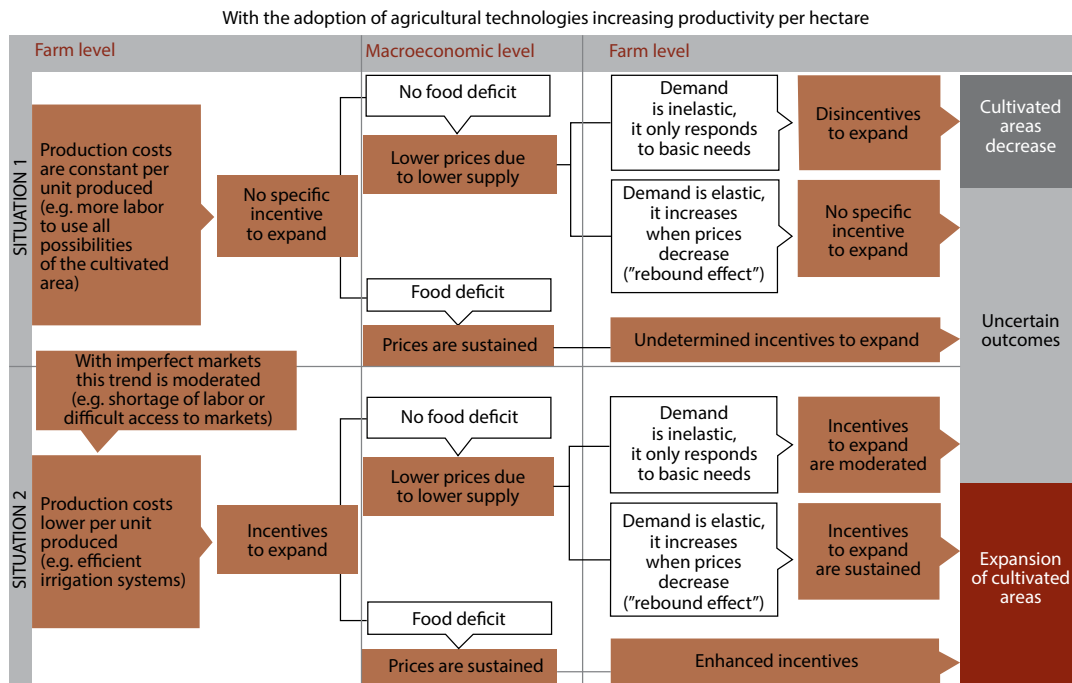 With the adoption of agricultural technologies increasing productivity per hectare
Farm level
Macroeconomic level
Farm level
SITUATION 1
Production costs
are constant per
unit produced
(e.g. more labor
to use all
possibilities
of the cultivated
area)
No specific
incentive
to expand
No food deficit
Lower prices due
to lower supply
Demand
is inelastic,
it only responds
to basic needs
Disincentives
to expand
Cultivated
areas
decrease
Demand is elastic,
it increases
when prices
decrease
("rebound effect")
No specific
incentive
to expand
Food deficit
Prices are sustained
Undetermined incentives to expand
Uncertain
outcomes
With imperfect markets
this trend is moderated
(e.g. shortage of labor or
difficult access to markets)
SITUATION 2
Production costs
lower per unit
produced
(e.g. efficient
irrigation systems)
Incentives
to expand
No food deficit
Lower prices due
to lower supply
Demand
is inelastic,
it only responds
to basic needs
Incentives
to expand
are moderated
Demand is elastic,
it increases
when prices
decrease
("rebound effect")
Incentives
to expand
are sustained
Expansion
of cultivated
areas
Food deficit
Prices are sustained
Enhanced incentives